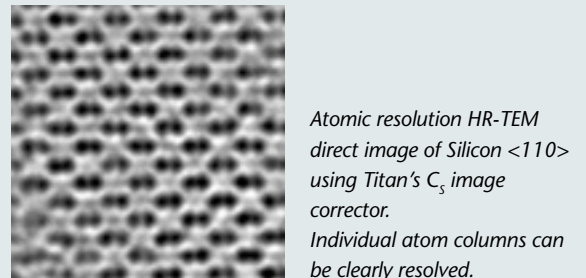 Atomic resolution HR-TEM
direct image of Silicon <110>
using Titan's Cs image
corrector.
Individual atom columns can
be clearly resolved.